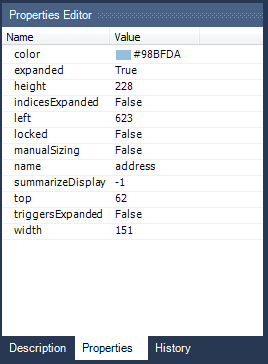 Properties Editor
Name Value
color #98BFDA
expanded True
height 228
indicesExpanded False
left 623
locked False
manualSizing False
name address
summarizeDisplay -1
top 62
triggersExpanded False
width 151
Description Properties History